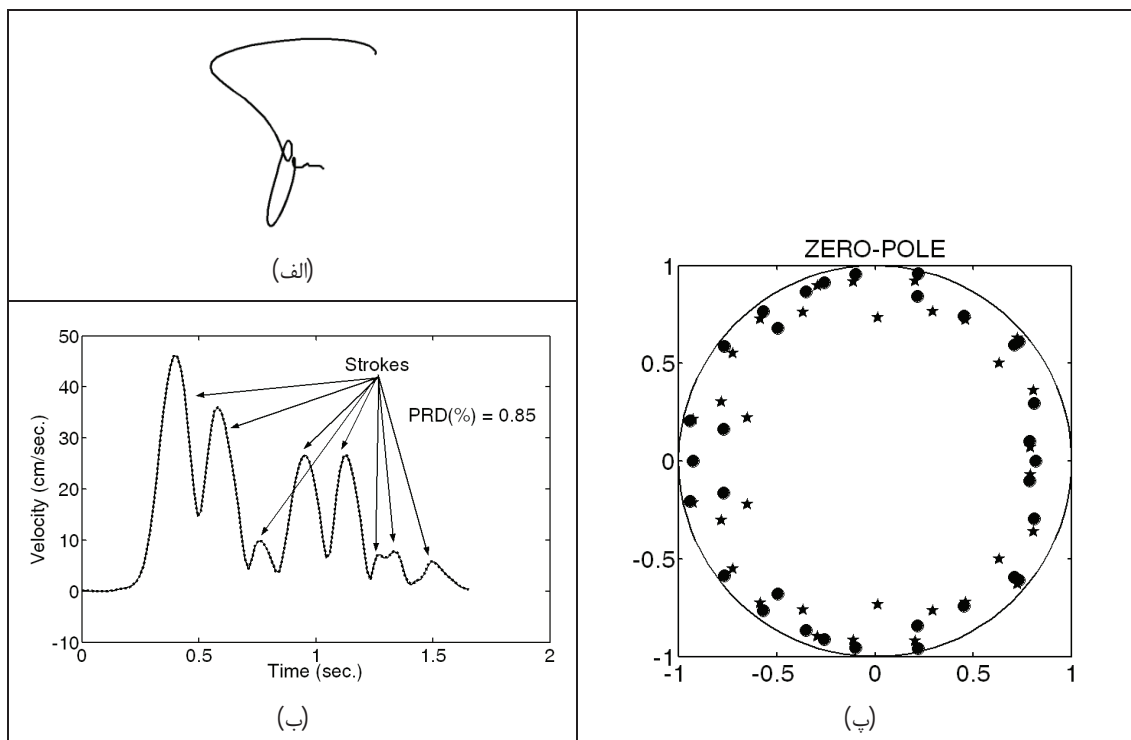 (الف)
50
40
30
20
10
0
-10
Velocity (cm/sec.)
Strokes
PRD(%) = 0.85
0 0.5 1 1.5 2
Time (sec.)
(ب)
ZERO-POLE
1
0.5
0
-0.5
-1
-1 -0.5 0 0.5 1
(پ)